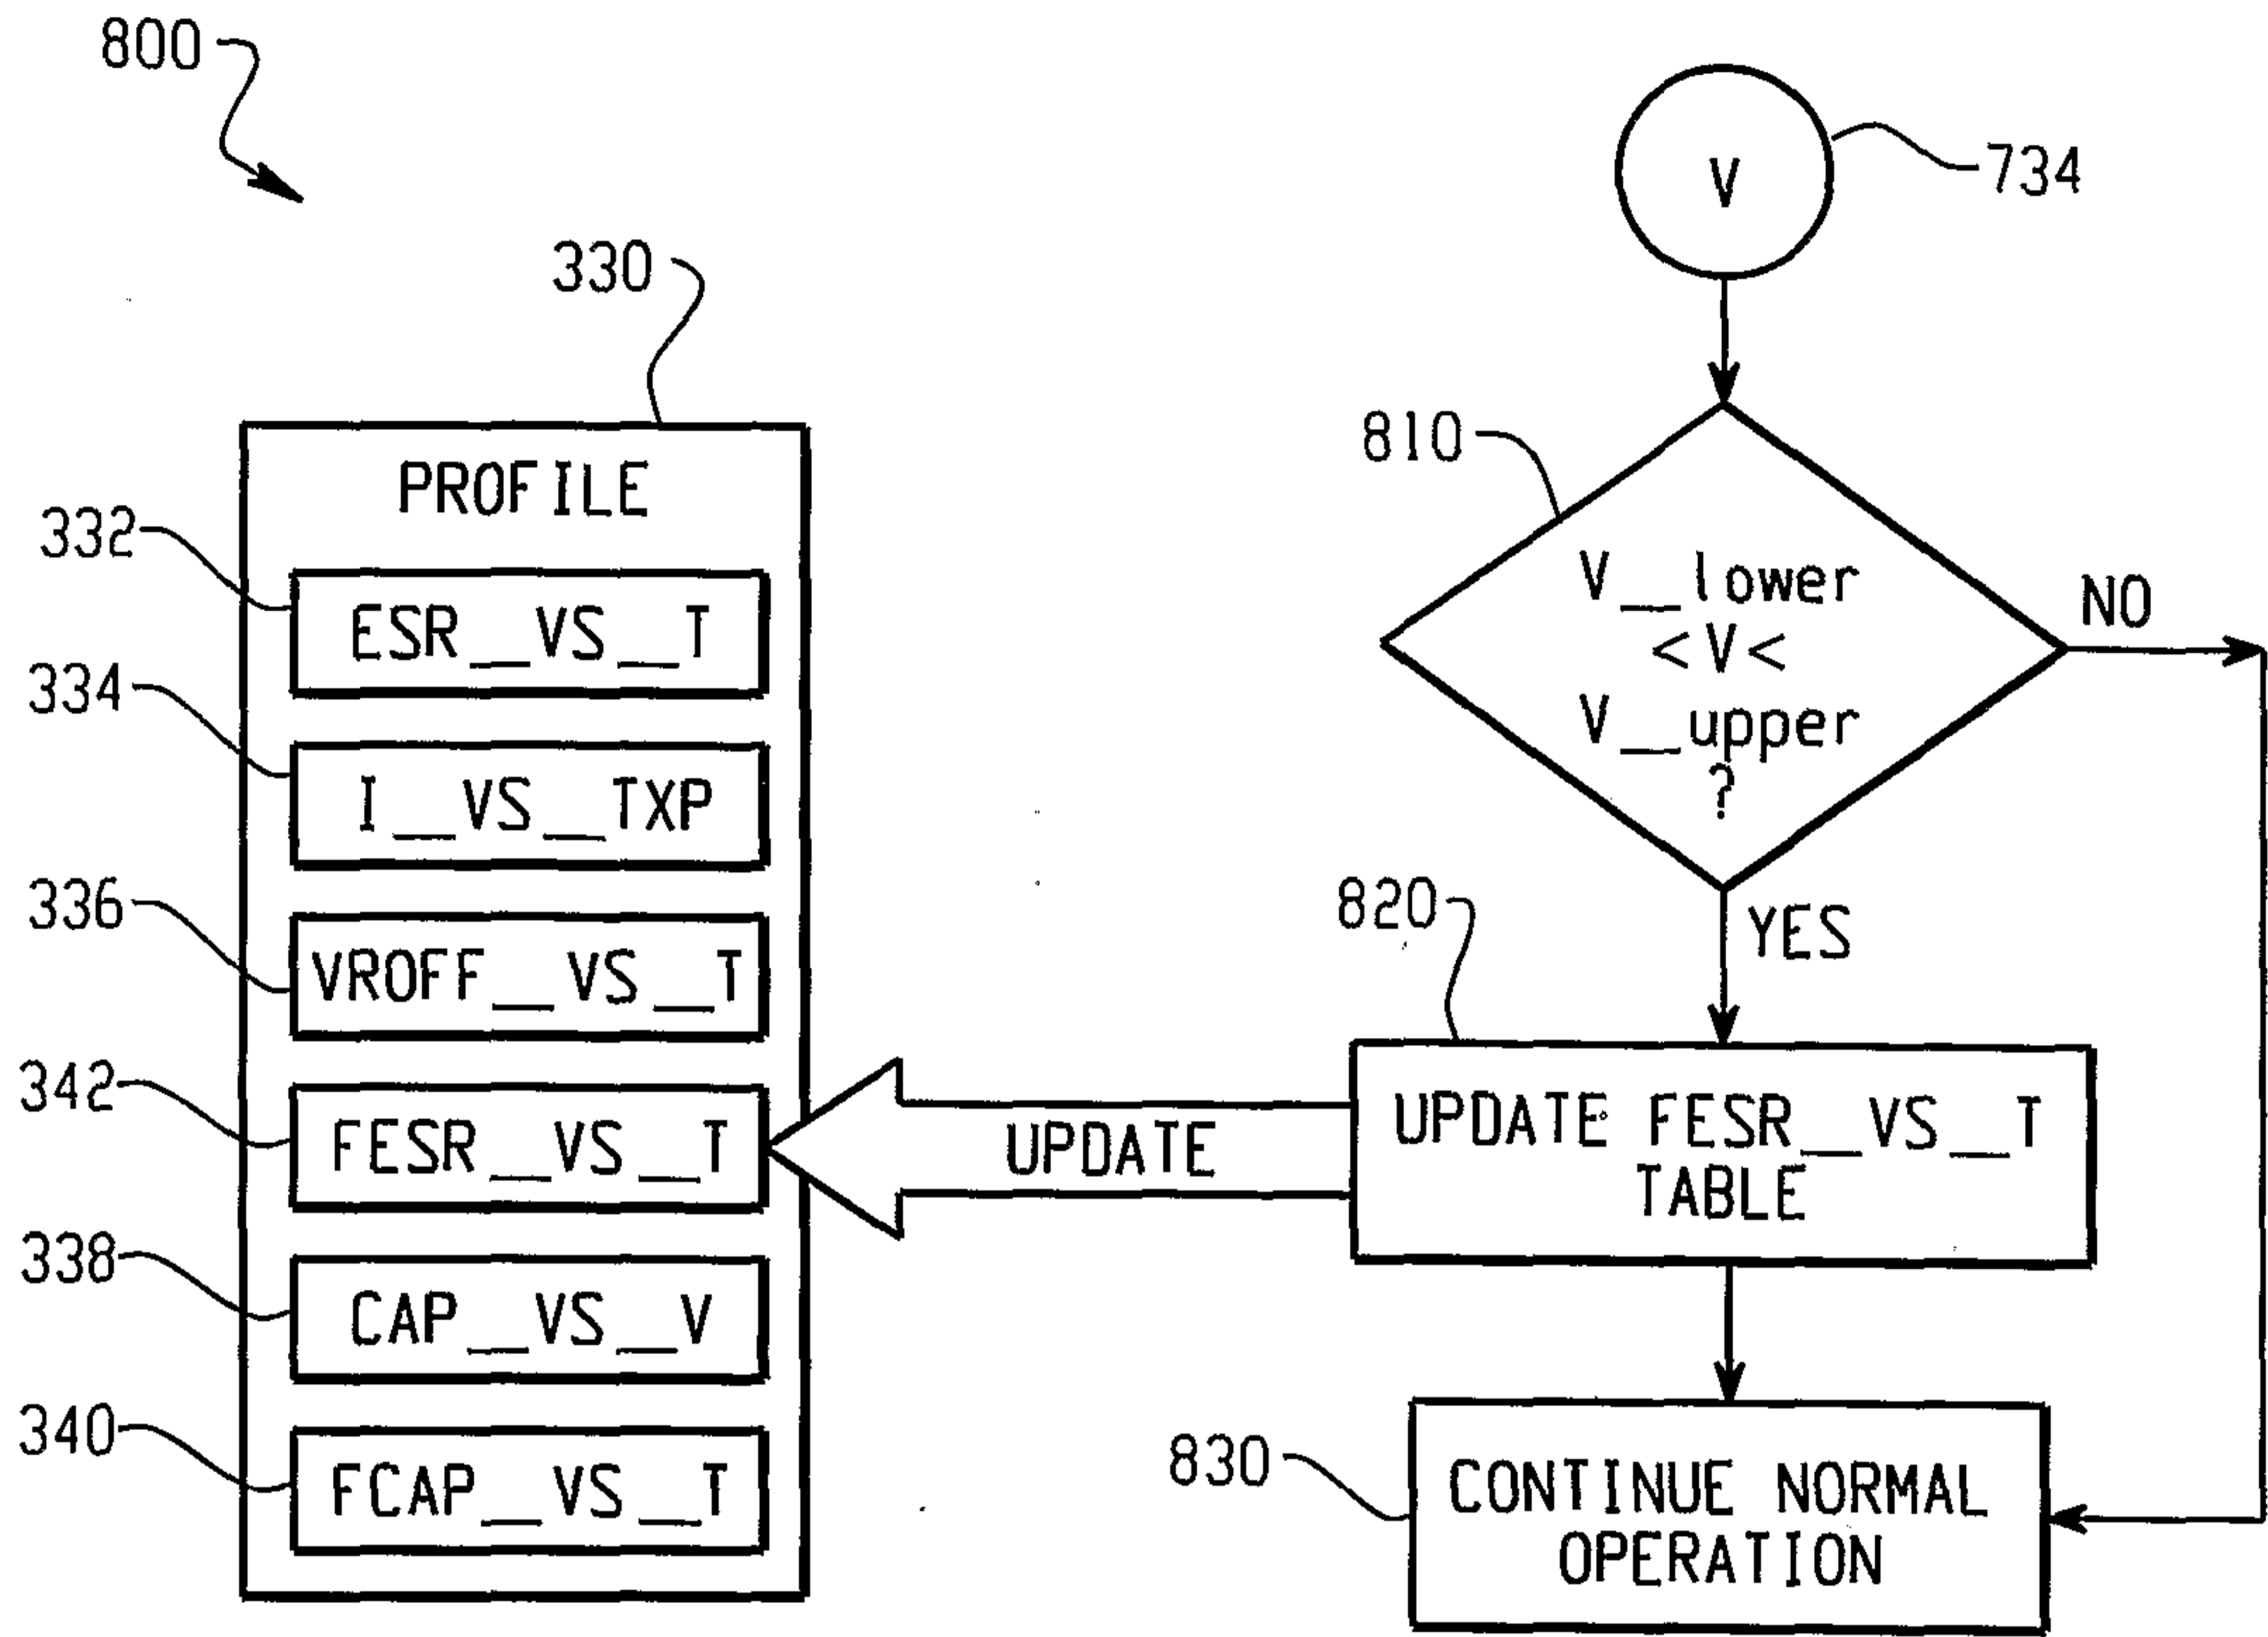 800
734
V
330
810
V__lower
<V<
V__upper
?
NO
YES
PROFILE
332
ESR__VS__T
334
I__VS__TXP
336
VROFF__VS__T
342
FESR__VS__T
338
CAP__VS__V
340
FCAP__VS__T
UPDATE
820
UPDATE FESR__VS__T
TABLE
830
CONTINUE NORMAL
OPERATION